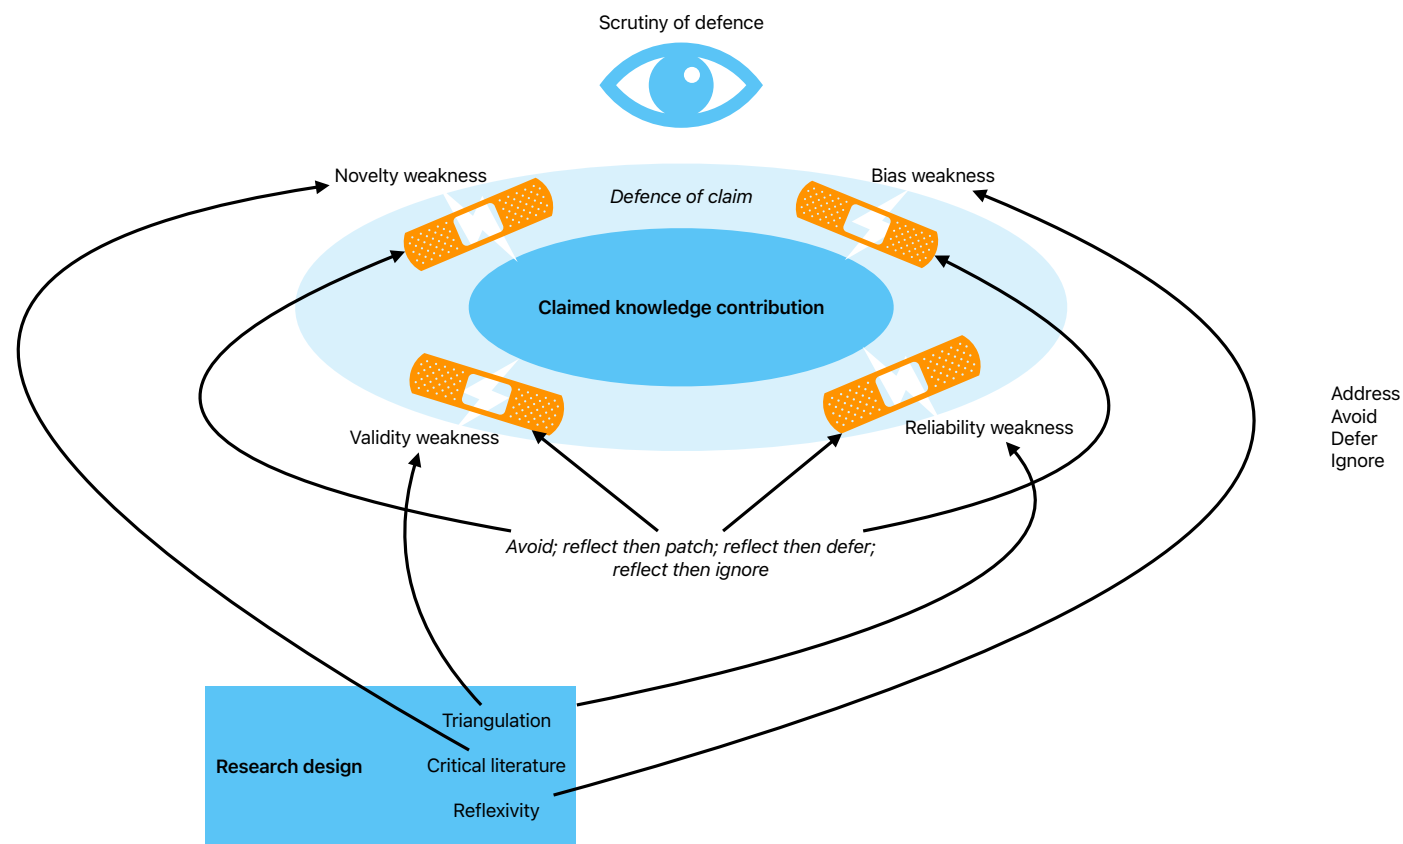 Scrutiny of defence
Novelty weakness
Bias weakness
Defence of claim
Claimed knowledge contribution
Address
Avoid
Defer
Ignore
Validity weakness
Reliability weakness
Avoid; reflect then patch; reflect then defer;
reflect then ignore
Triangulation
Research design
Critical literature
Reflexivity